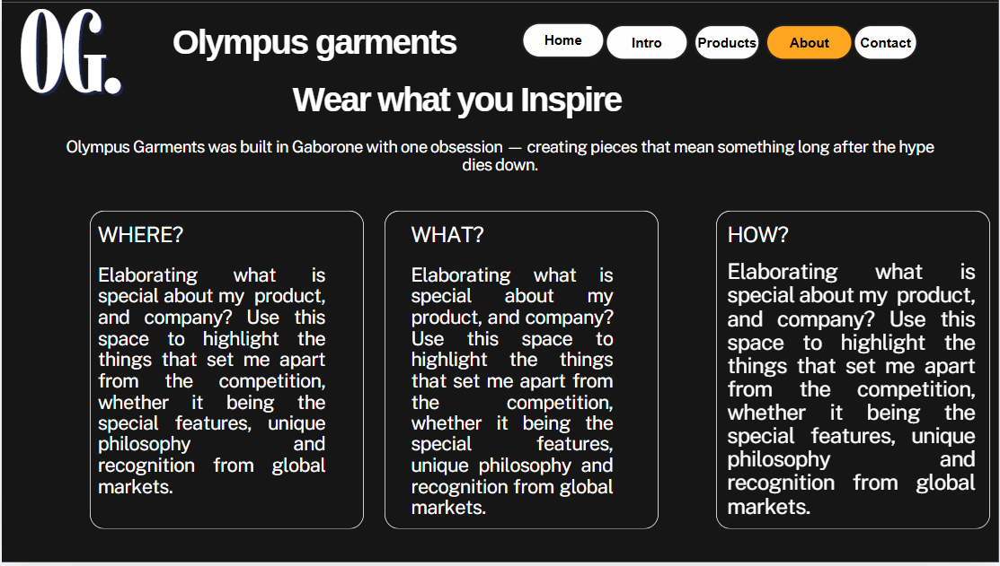 OG.
Olympus garments
Home
Intro
Products
About
Contact
Wear what you Inspire
Olympus Garments was built in Gaborone with one obsession — creating pieces that mean something long after the hype
dies down.
WHERE?
Elaborating what is
special about my product,
and company? Use this
space to highlight the
things that set me apart
from the competition,
whether it being the
special features, unique
philosophy and
recognition from global
markets.
WHAT?
Elaborating what is
special about my
product, and company?
Use this space to
highlight the things
that set me apart from
the competition,
whether it being the
special features,
unique philosophy and
recognition from global
markets.
HOW?
Elaborating what is
special about my product,
and company? Use this
space to highlight the
things that set me apart
from the competition,
whether it being the
special features, unique
philosophy and
recognition from global
markets.